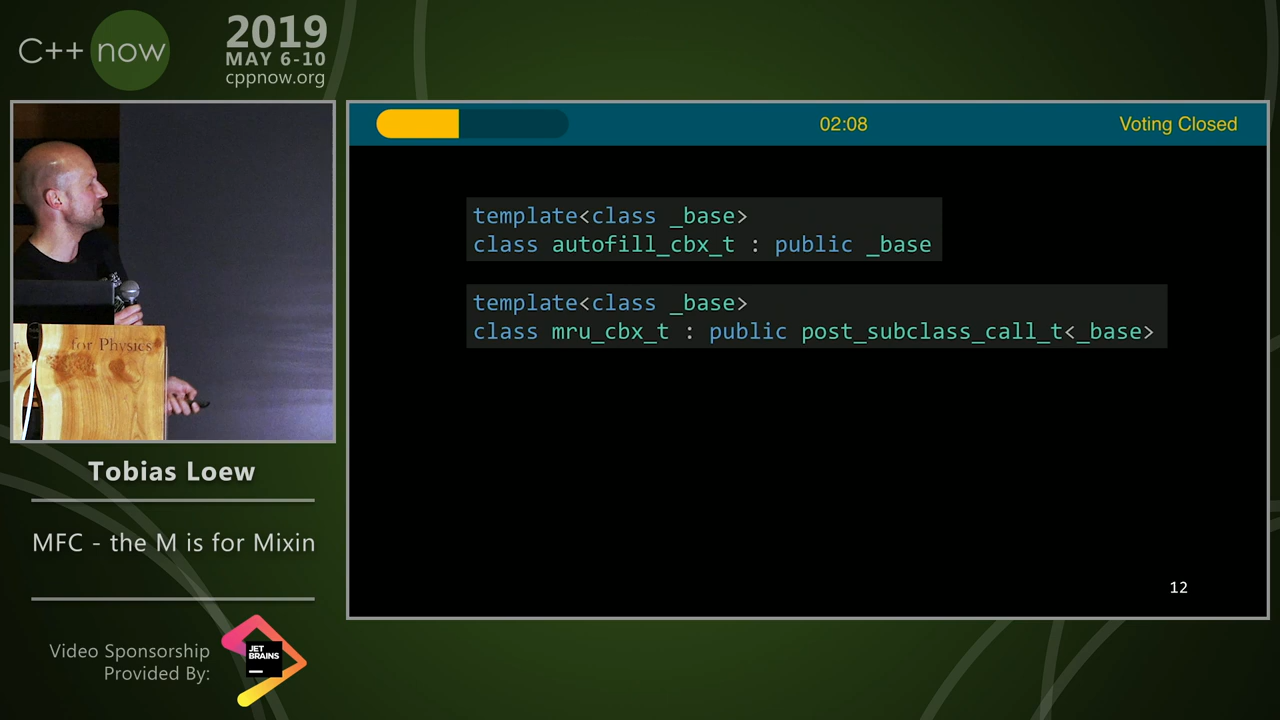 C++ now
2019
MAY 6-10
cppnow.org
02:08
Voting Closed
template<class _base>
class autofill_cbx_t : public _base
template<class _base>
class mru_cbx_t : public post_subclass_call_t<_base>
12
r for Physics
Tobias Loew
MFC - the M is for Mixin
Video Sponsorship
Provided By:
JET
BRAINS